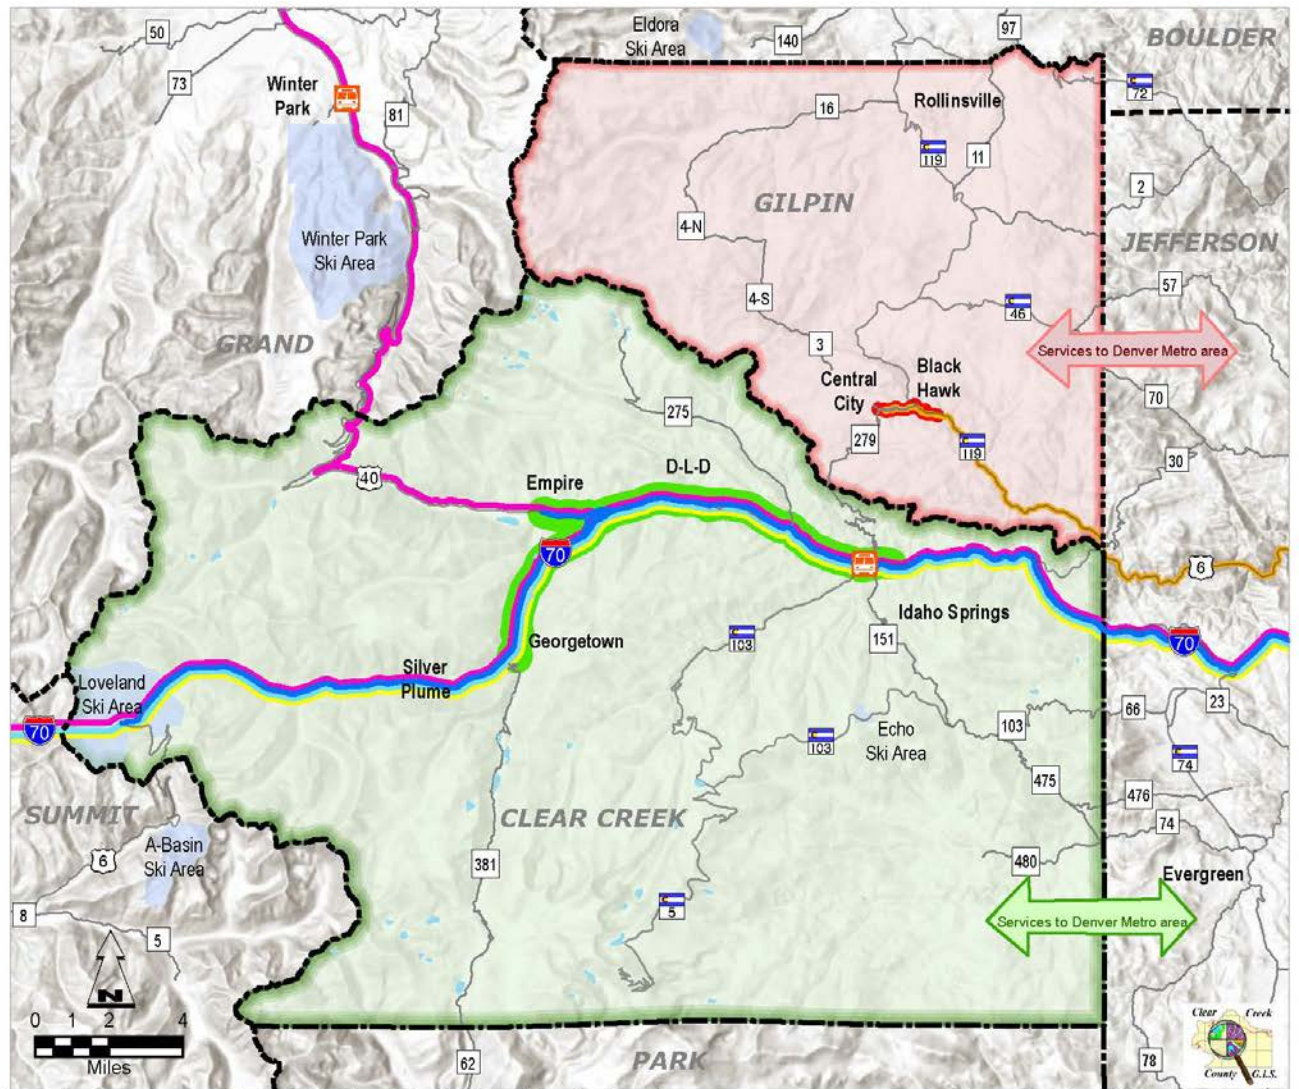 50
Eldora
Ski Area
140
97
BOULDER
73
Winter
Park
81
72
16
Rollinsville
119
11
2
GILPIN
4-N
JEFFERSON
Winter Park
Ski Area
57
4-S
46
GRAND
3
Services to Denver Metro area
Central
City
Black
Hawk
70
275
279
119
30
40
D-L-D
Empire
70
6
Idaho Springs
Georgetown
103
151
70
Silver
Plume
Loveland
Ski Area
70
66
23
103
Echo
Ski Area
103
74
475
476
SUMMIT
CLEAR CREEK
74
A-Basin
Ski Area
6
381
480
Evergreen
8
5
5
Services to Denver Metro area
N
0 1 2 4
Miles
Clear Creek
County G.I.S.
62
PARK
78